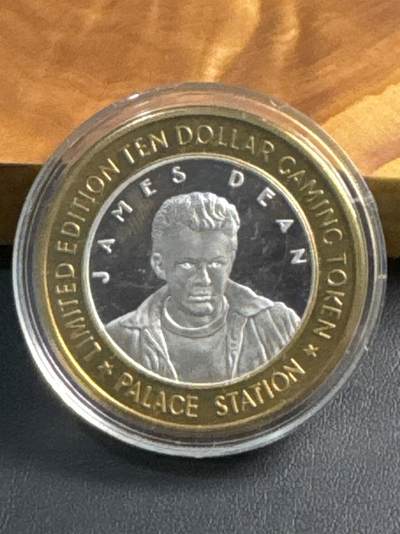 LIMITED EDITION TEN DOLLAR GAMING TOKEN
JAMES DEAN
* PALACE STATION *